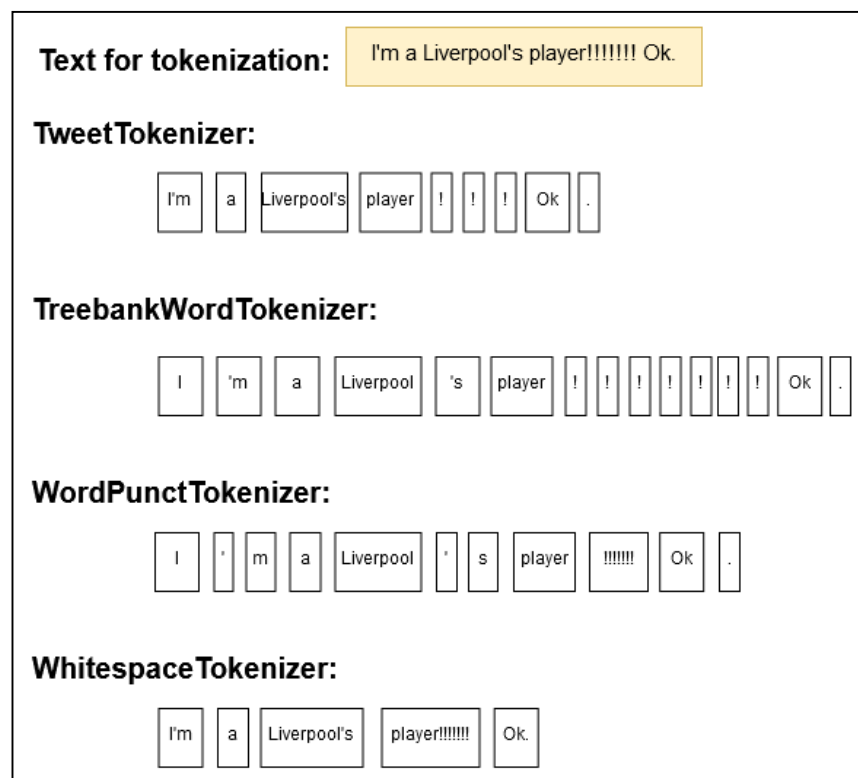 Text for tokenization: I'm a Liverpool's player!!!!!!! Ok.
TweetTokenizer:
I'm a Liverpool's player ! ! ! Ok .
TreebankWordTokenizer:
I 'm a Liverpool 's player ! ! ! ! ! ! ! Ok .
WordPunctTokenizer:
I ' m a Liverpool ' s player !!!!!!! Ok .
WhitespaceTokenizer:
I'm a Liverpool's player!!!!!!! Ok.